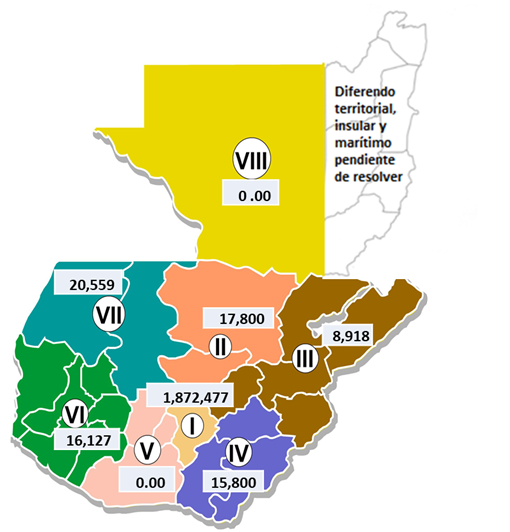 Diferendo
territorial,
insular y
marítimo
pendiente
de resolver
VIII
0 .00
20,559
VII
17,800
II
8,918
III
1,872,477
I
VI
16,127
V
0.00
IV
15,800